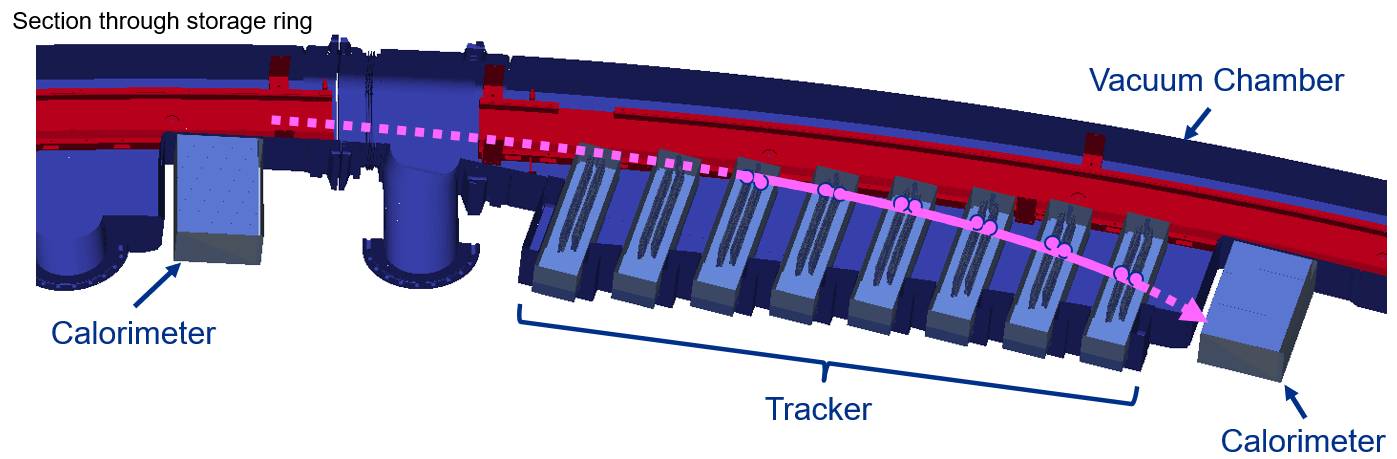 Section through storage ring
Vacuum Chamber
Calorimeter
Tracker
Calorimeter